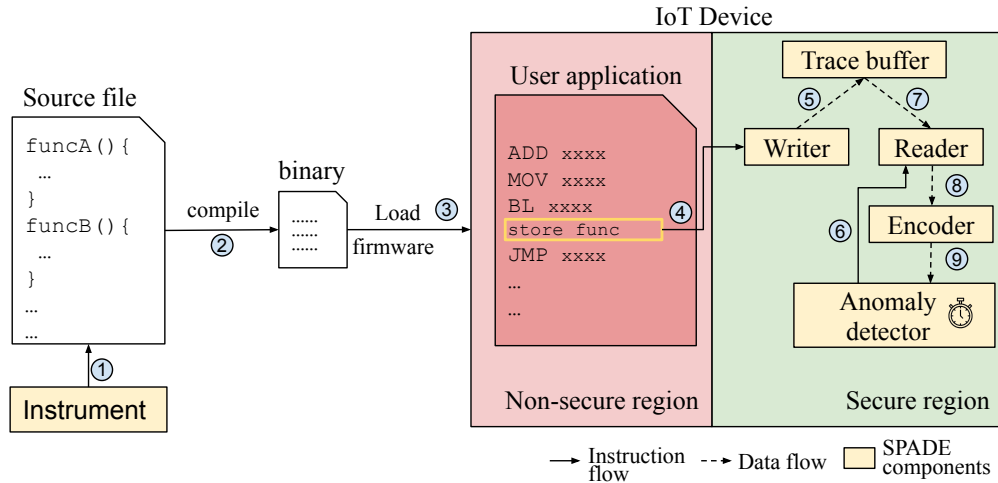 IoT Device
Source file
funcA(){
…
}
funcB(){
…
}
…
…
1
Instrument
compile
2
binary
......
......
......
Load
3
firmware
User application
ADD xxxx
MOV xxxx
BL xxxx
store func
JMP xxxx
…
…
4
Non-secure region
Trace buffer
5
7
Writer
Reader
8
6
Encoder
9
Anomaly
detector
Secure region
Instruction
flow
Data flow
SPADE
components